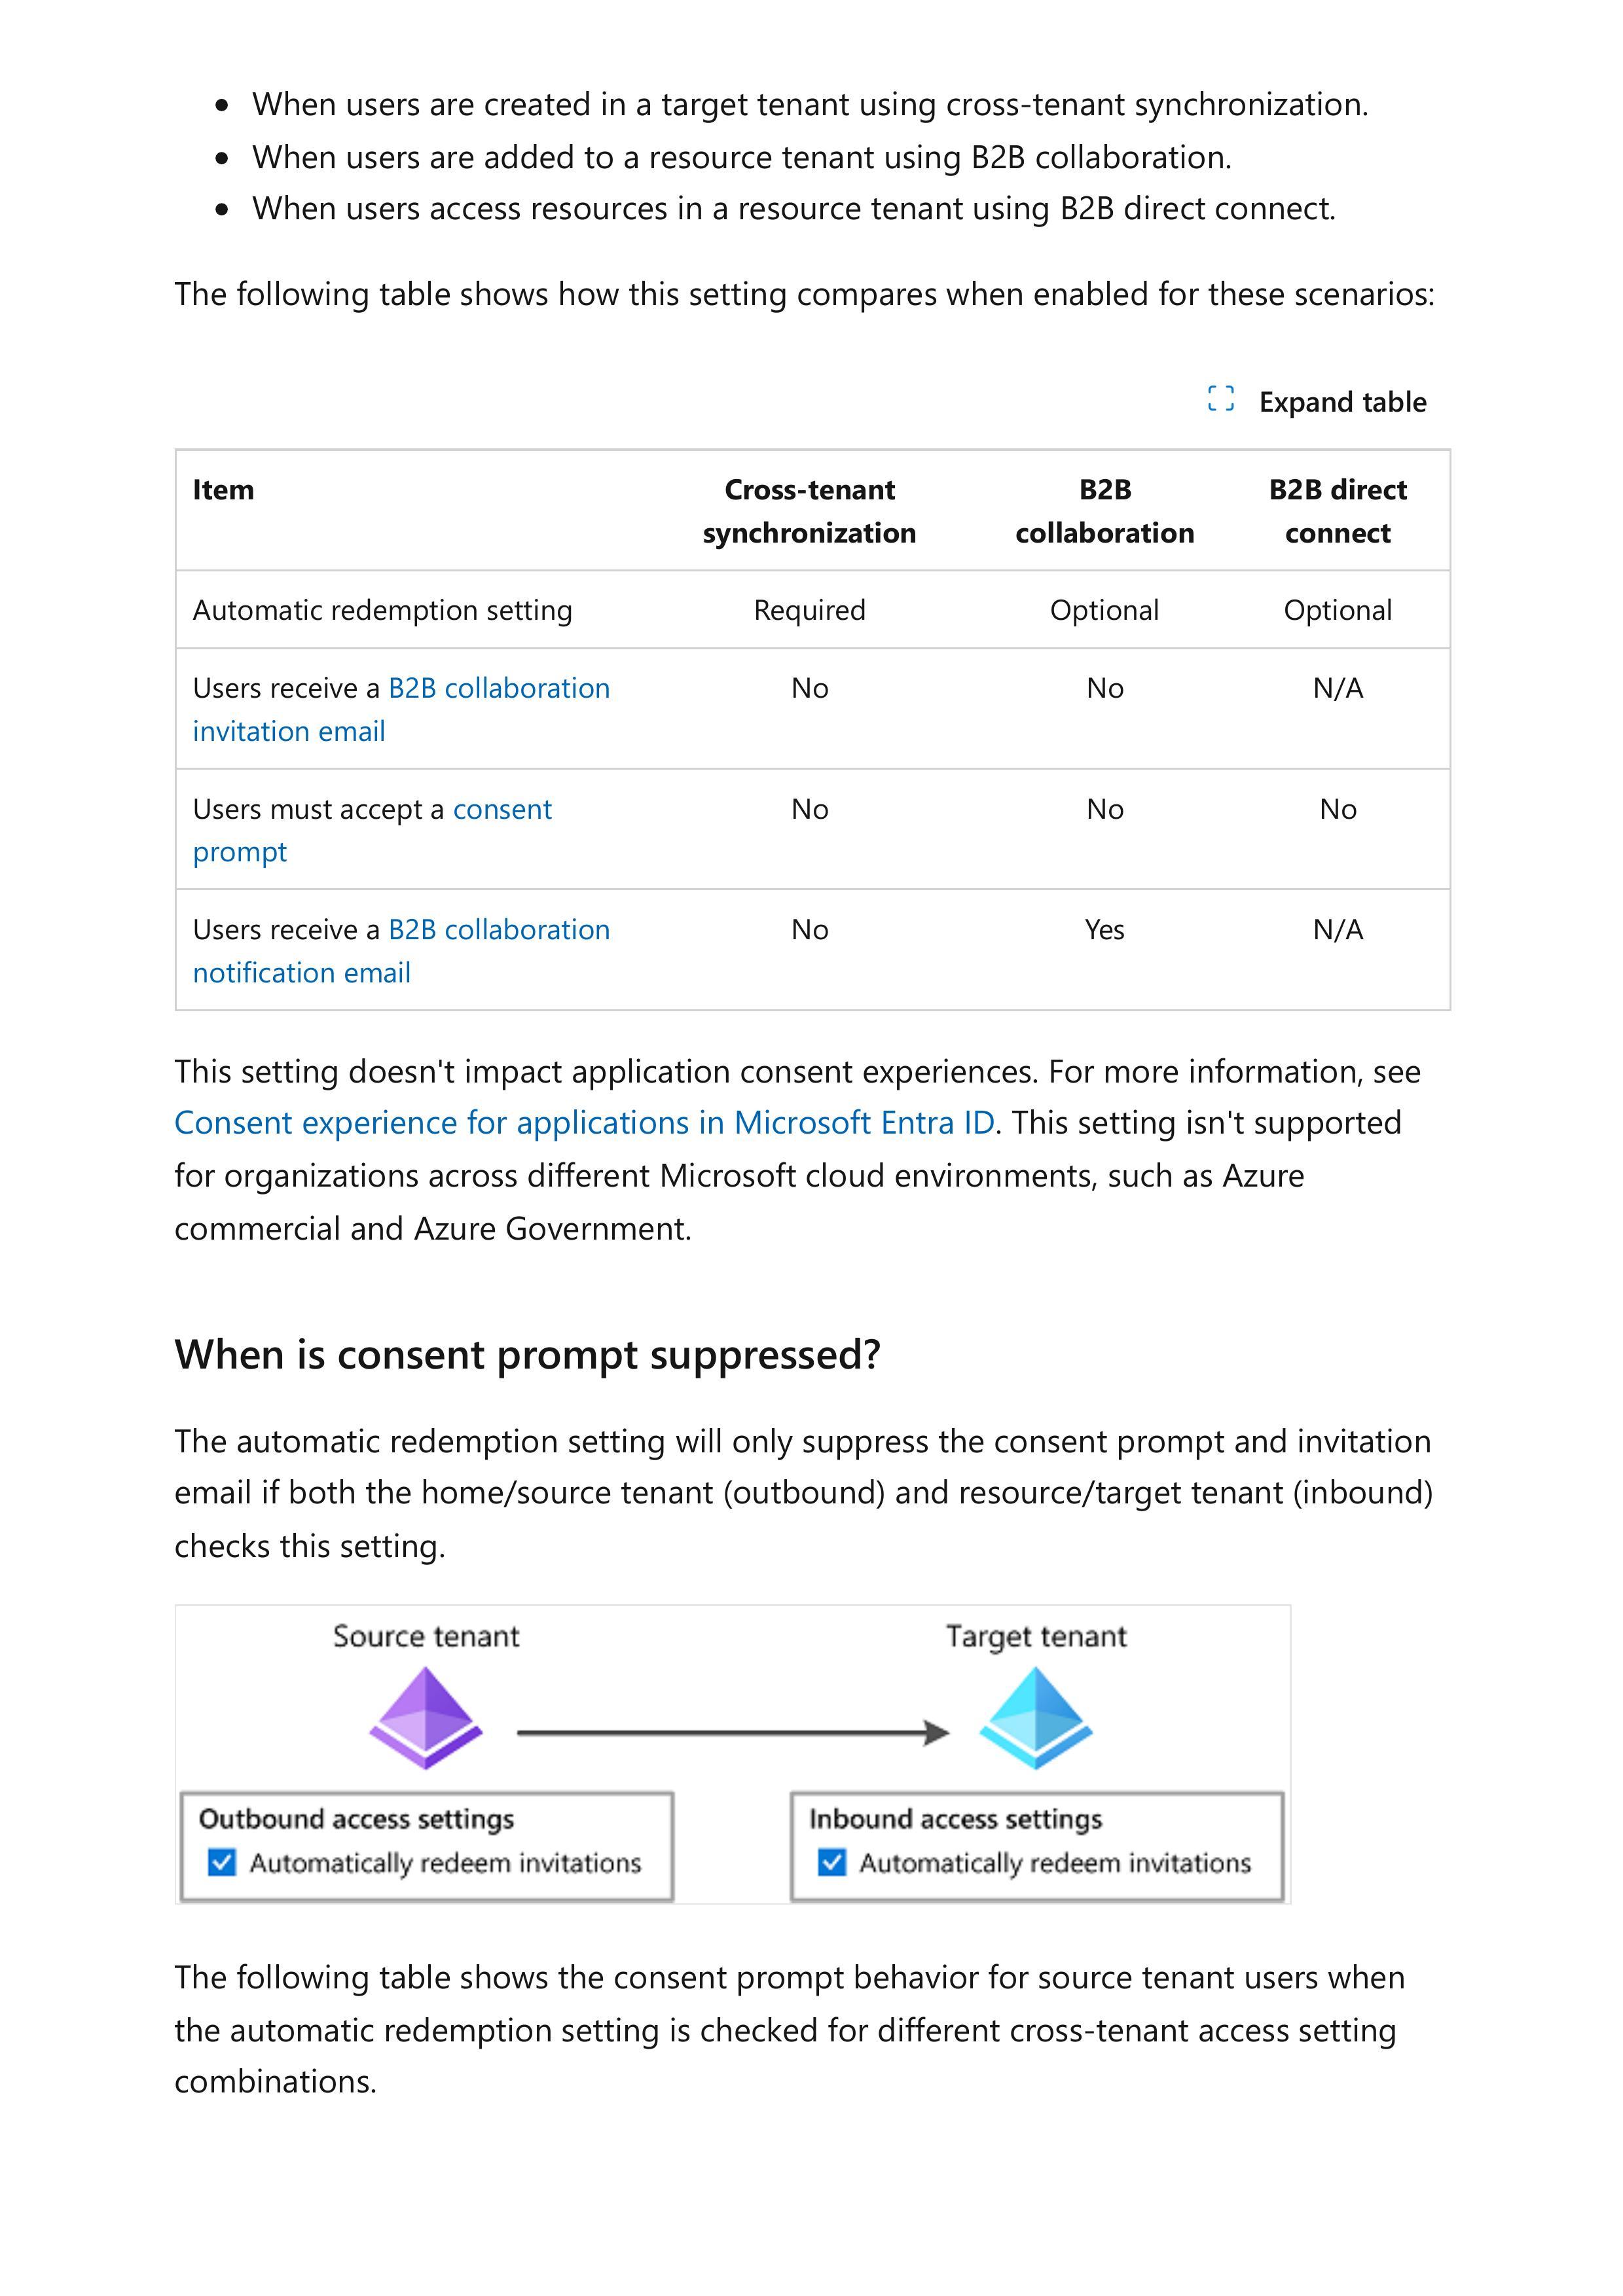 • When users are created in a target tenant using cross-tenant synchronization.
• When users are added to a resource tenant using B2B collaboration.
• When users access resources in a resource tenant using B2B direct connect.
The following table shows how this setting compares when enabled for these scenarios:
Expand table
Item Cross-tenant synchronization B2B collaboration B2B direct connect
Automatic redemption setting Required Optional Optional
Users receive a B2B collaboration invitation email No No N/A
Users must accept a consent prompt No No No
Users receive a B2B collaboration notification email No Yes N/A
This setting doesn't impact application consent experiences. For more information, see
Consent experience for applications in Microsoft Entra ID. This setting isn't supported
for organizations across different Microsoft cloud environments, such as Azure
commercial and Azure Government.
When is consent prompt suppressed?
The automatic redemption setting will only suppress the consent prompt and invitation
email if both the home/source tenant (outbound) and resource/target tenant (inbound)
checks this setting.
Source tenant
Target tenant
Outbound access settings
Automatically redeem invitations
Inbound access settings
Automatically redeem invitations
The following table shows the consent prompt behavior for source tenant users when
the automatic redemption setting is checked for different cross-tenant access setting
combinations.